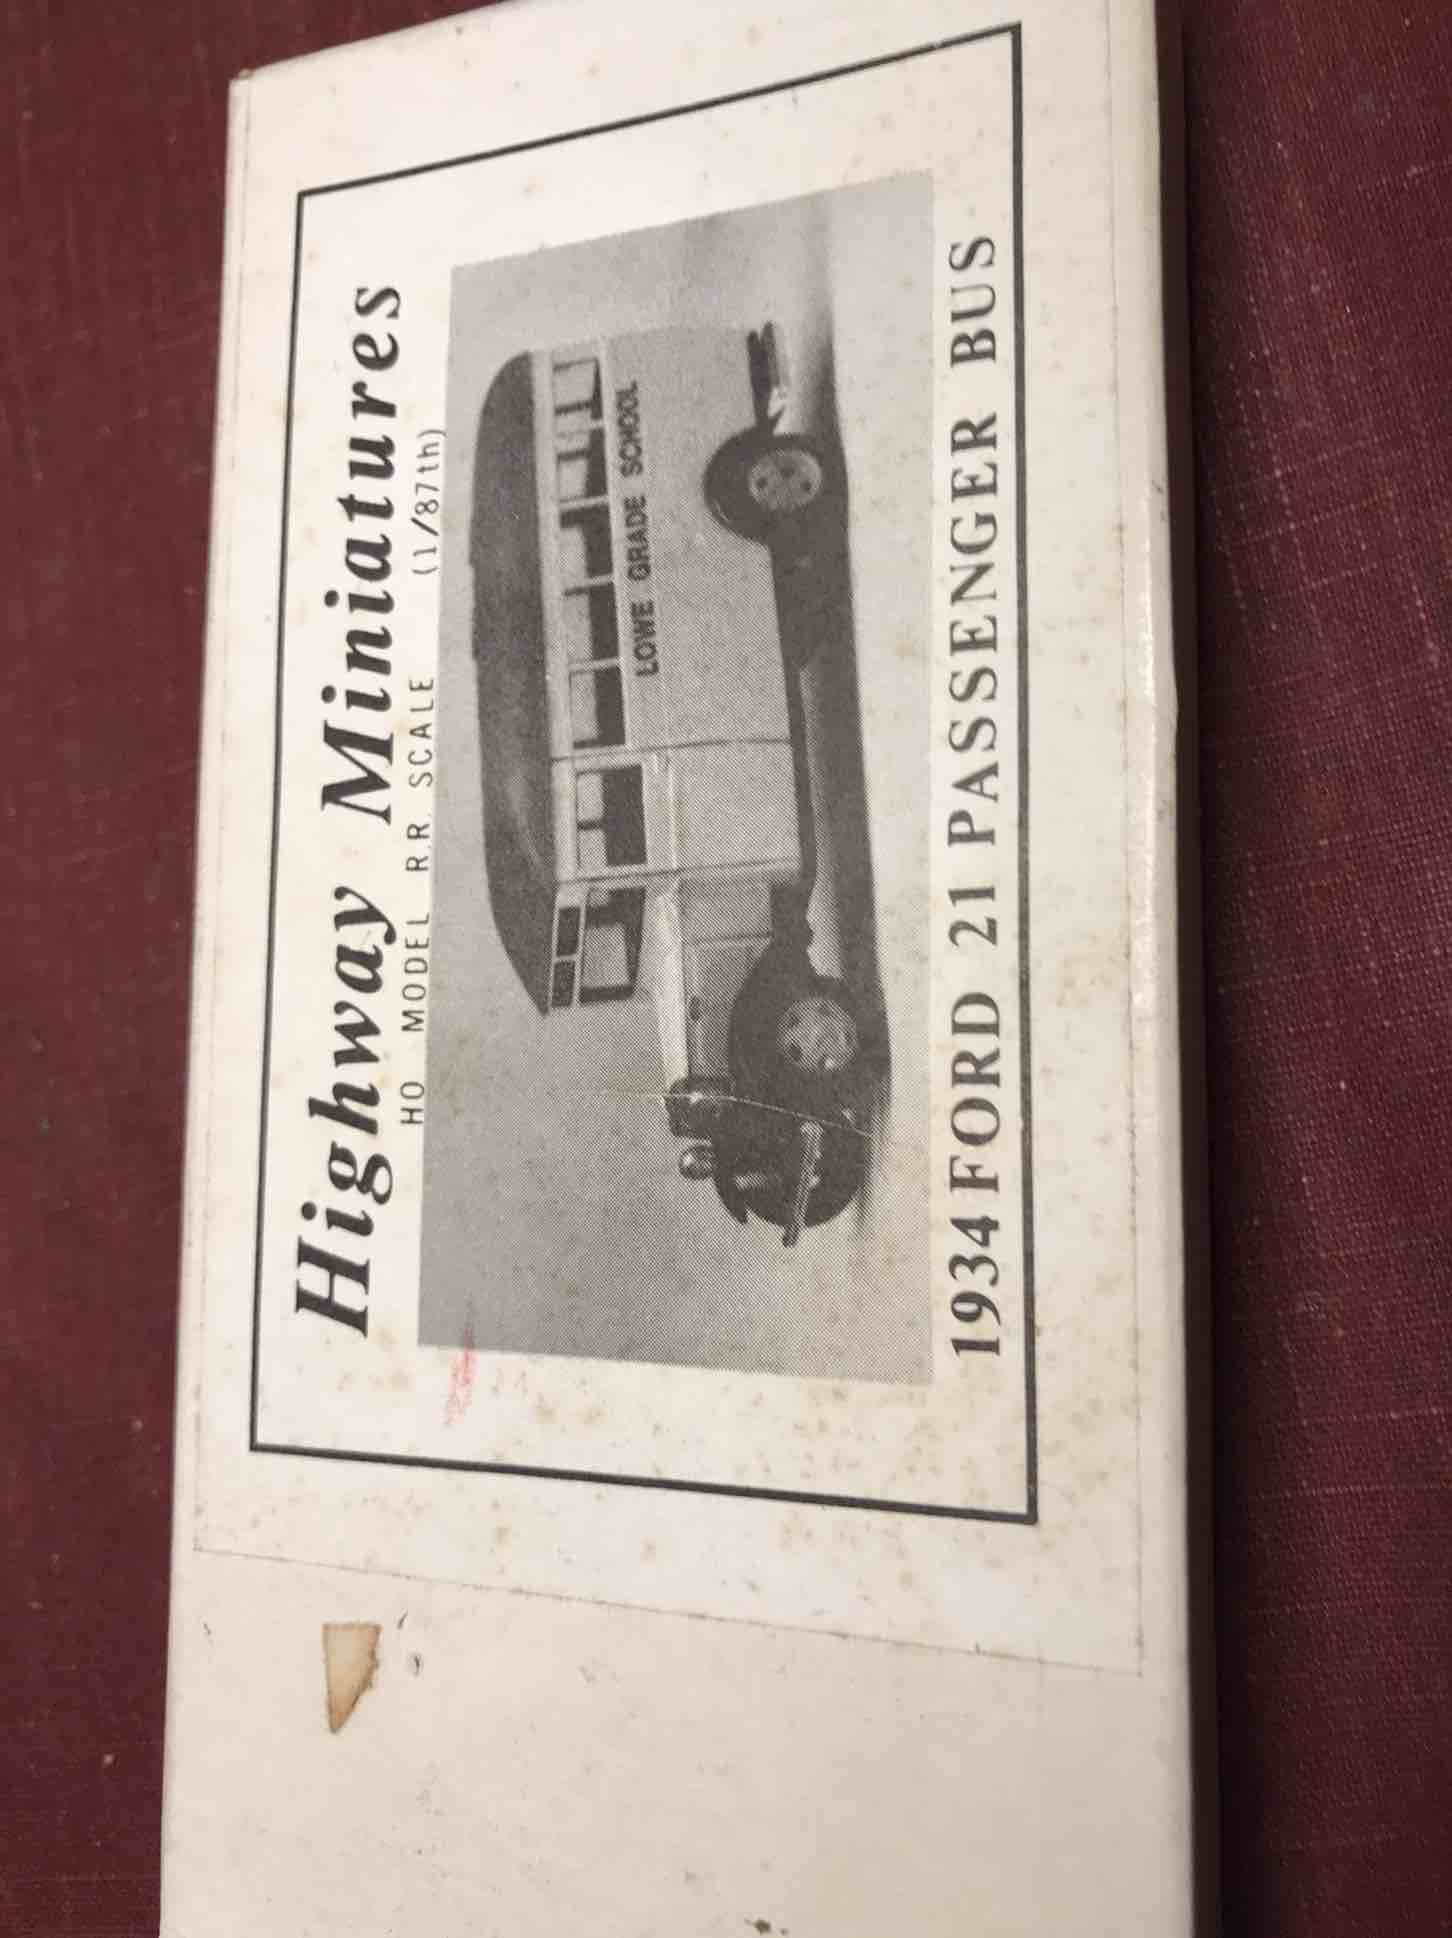 Highway Miniatures
HO MODEL R.R. SCALE (1/87th)
LOWE GRADE SCHOOL
1934 FORD 21 PASSENGER BUS